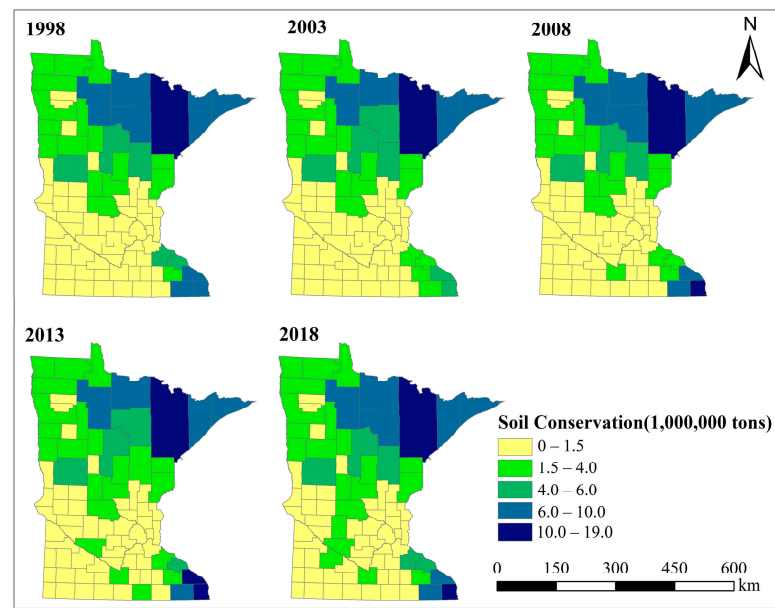 1998
2003
2008
N
2013
2018
Soil Conservation(1,000,000 tons)
0 – 1.5
1.5 – 4.0
4.0 – 6.0
6.0 – 10.0
10.0 – 19.0
0 150 300 450 600
km